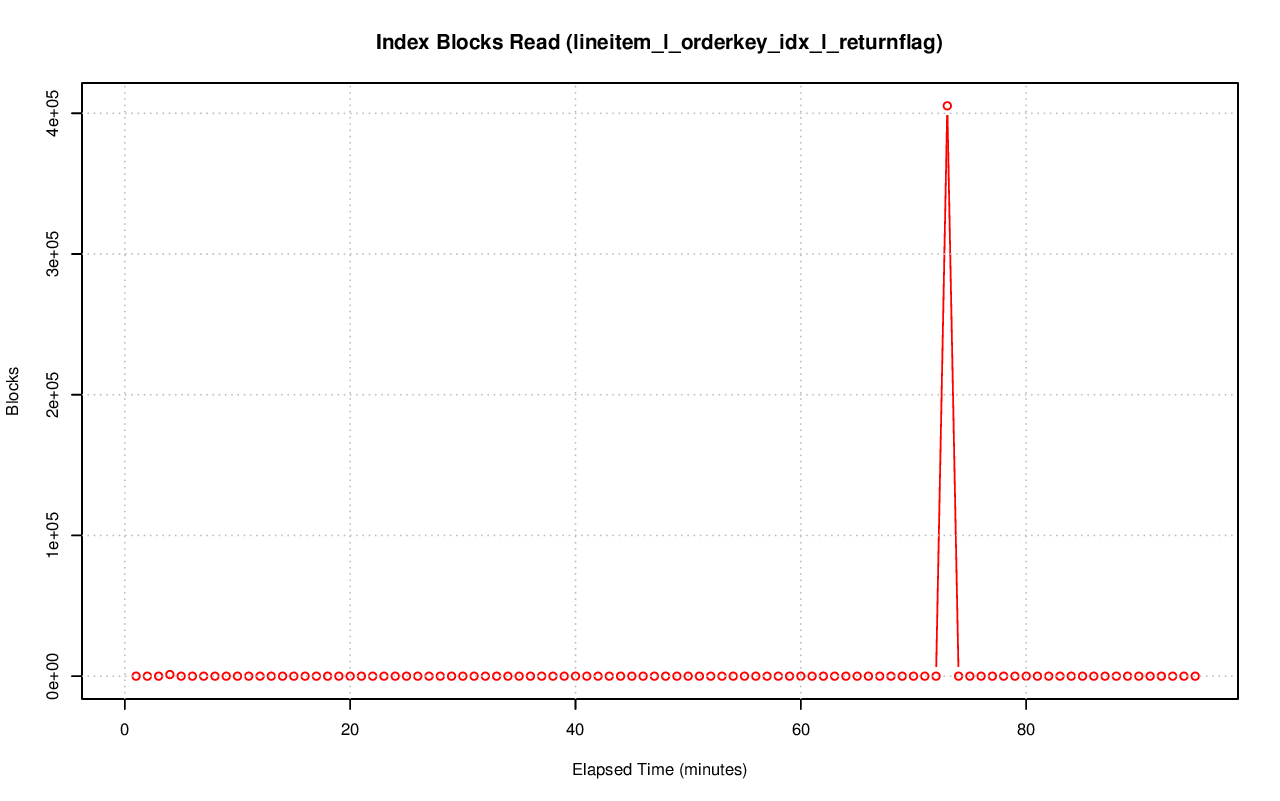 Index Blocks Read (lineitem_l_orderkey_idx_l_returnflag)
4e+05
3e+05
2e+05
1e+05
0e+00
Blocks
0 20 40 60 80
Elapsed Time (minutes)